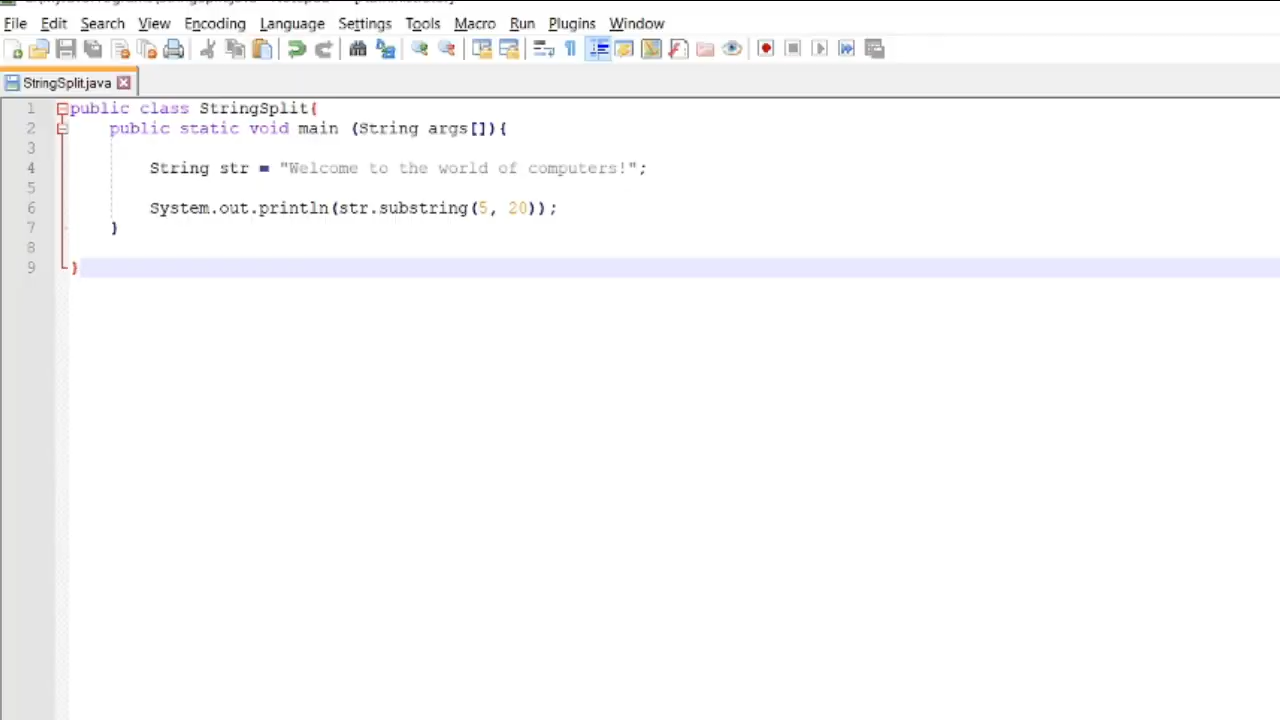 File Edit Search View Encoding Language Settings Tools Macro Run Plugins Window
StringSplit.java
1 public class StringSplit{
2 public static void main (String args[]){
3
4 String str = "Welcome to the world of computers!";
5
6 System.out.println(str.substring(5, 20));
7 }
8
9 }